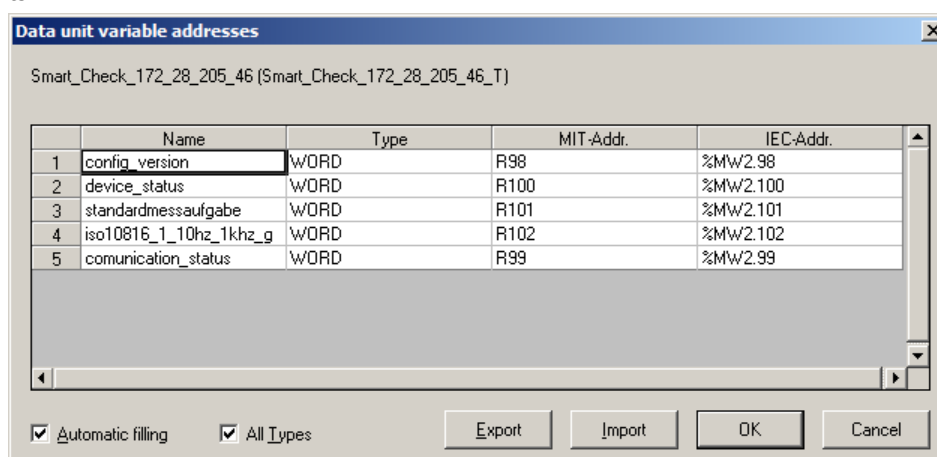 Data unit variable addresses
Smart_Check_172_28_205_46 (Smart_Check_172_28_205_46_T)
Name Type MIT-Addr. IEC-Addr.
1 config_version WORD R98 %MW2.98
2 device_status WORD R100 %MW2.100
3 standardmessaufgabe WORD R101 %MW2.101
4 iso10816_1_10hz_1khz_g WORD R102 %MW2.102
5 comunication_status WORD R99 %MW2.99
Automatic filling All Types Export Import OK Cancel